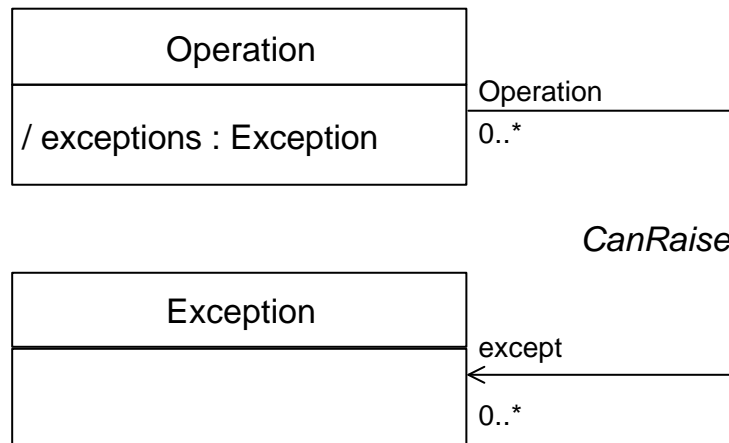 Operation
/ exceptions : Exception
Operation
0..*
CanRaise
Exception
except
0..*